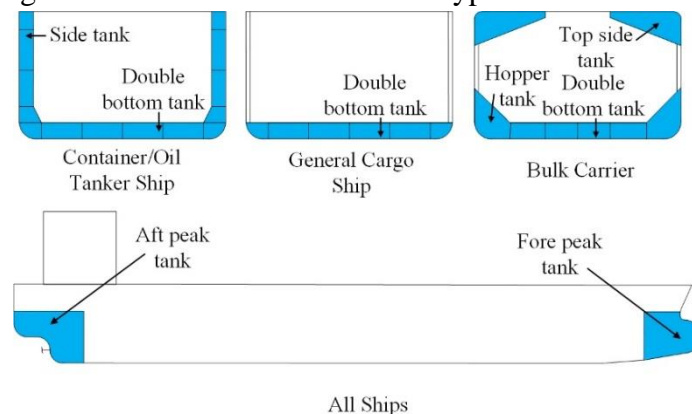 Side tank
Double
bottom tank
Container/Oil
Tanker Ship
Double
bottom tank
General Cargo
Ship
Top side
tank
Hopper
tank
Double
bottom tank
Bulk Carrier
Aft peak
tank
Fore peak
tank
All Ships